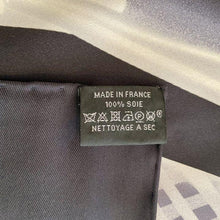 MADE IN FRANCE
100% SOIE
NETTOYAGE A SEC